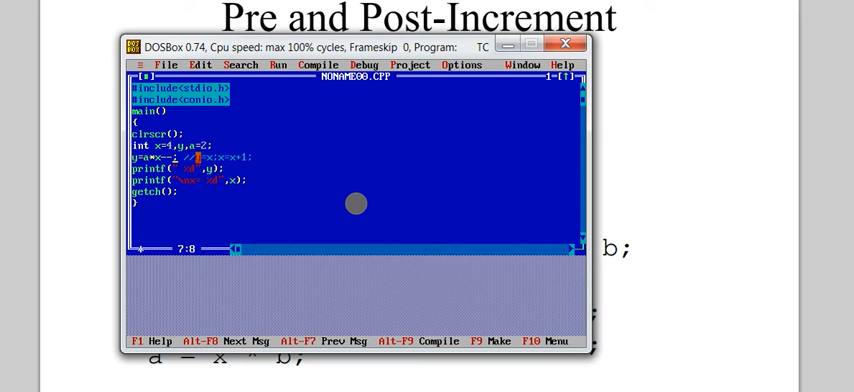 Pre and Post-Increment
DOSBox 0.74, Cpu speed: max 100% cycles, Frameskip 0, Program: TC
≡ File Edit Search Run Compile Debug Project Options Window Help
[■] NONAME00.CPP 1=[↑]
#include<stdio.h>
#include<conio.h>
main()
{
clrscr();
int x=4,y,a=2;
y=a*x--; //y=x;x=x+1;
printf(" %d",y);
printf("\nx= %d",x);
getch();
}
b;
* 7:8
;
F1 Help Alt-F8 Next Msg Alt-F7 Prev Msg Alt-F9 Compile F9 Make F10 Menu
;
a = x * b;